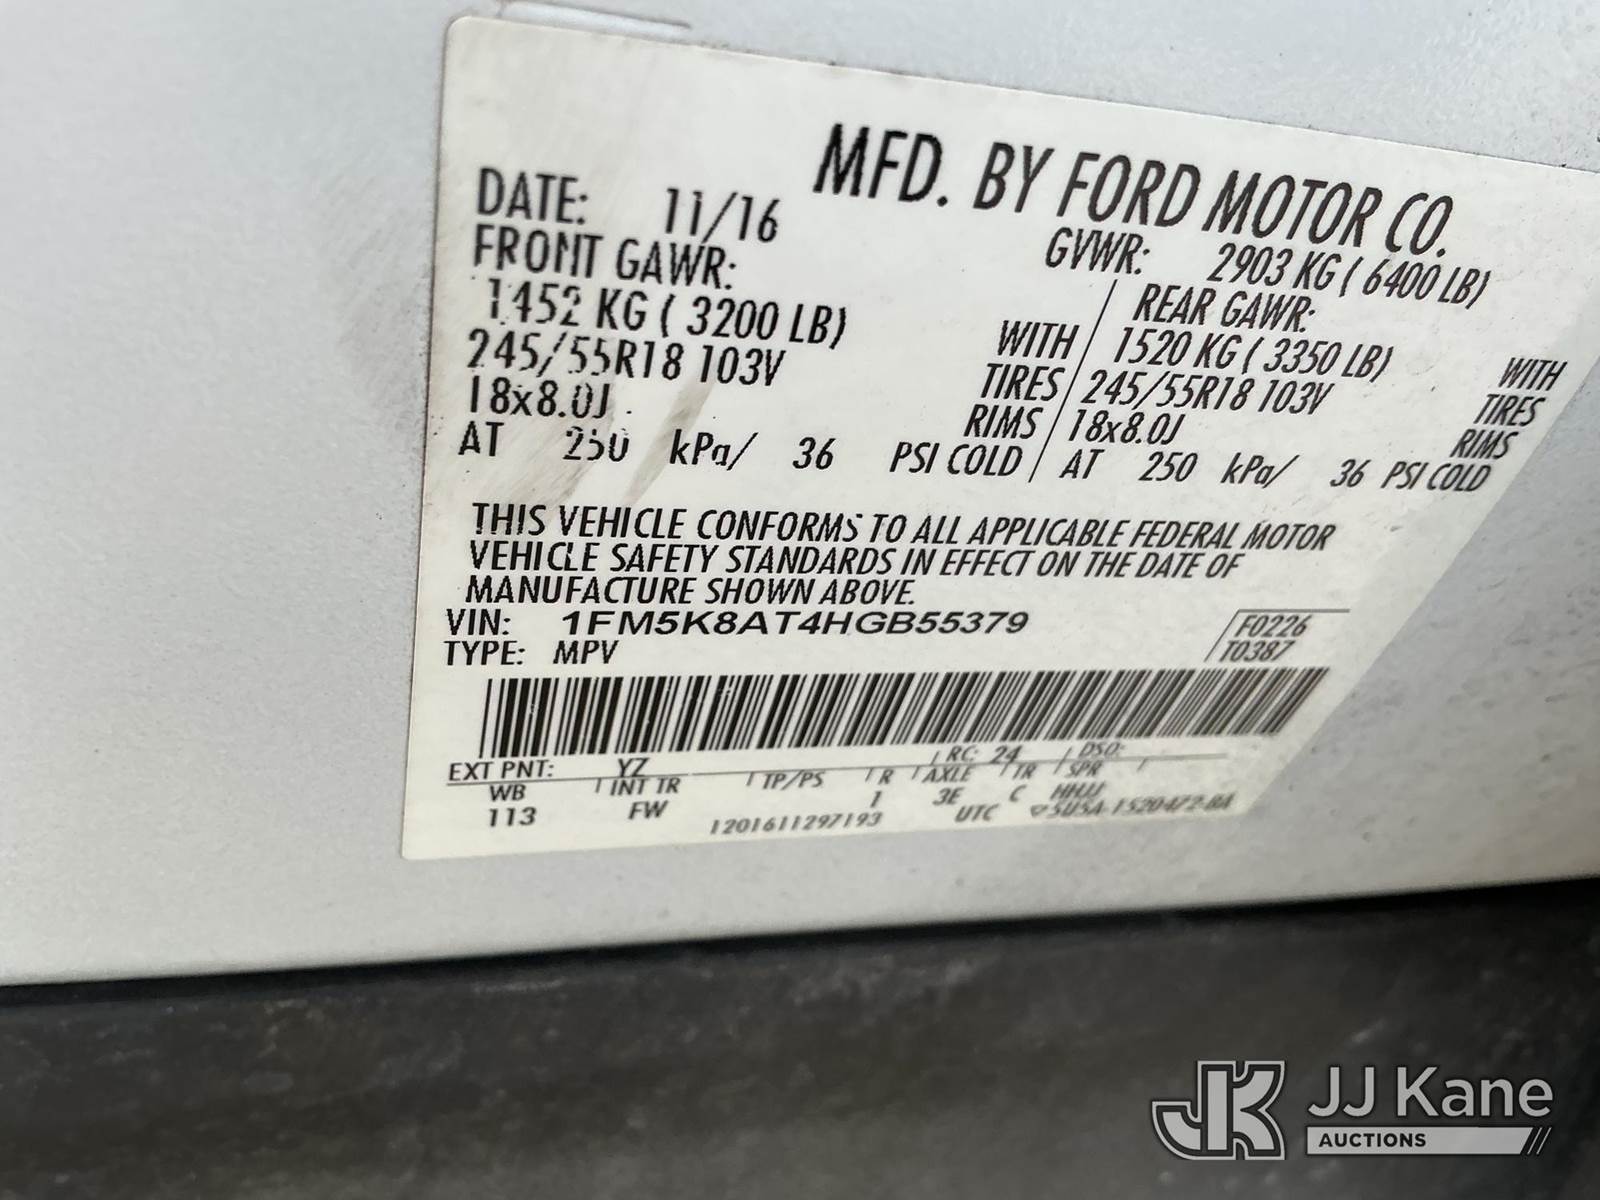 MFD. BY FORD MOTOR CO.
DATE: 11/16 GVWR: 2903 KG ( 6400 LB)
FRONT GAWR: REAR GAWR:
1452 KG ( 3200 LB) WITH / 1520 KG ( 3350 LB) WITH
245/55R18 103V TIRES / 245/55R18 103V TIRES
18x8.0J RIMS / 18x8.0J RIMS
AT 250 kPa/ 36 PSI COLD / AT 250 kPa/ 36 PSI COLD
THIS VEHICLE CONFORMS TO ALL APPLICABLE FEDERAL MOTOR
VEHICLE SAFETY STANDARDS IN EFFECT ON THE DATE OF
MANUFACTURE SHOWN ABOVE.
VIN: 1FM5K8AT4HGB55379 F0226
TYPE: MPV T0387
EXT PNT: YZ RC: 24 DSO:
WB INT TR TP/PS R AXLE TR SPR
113 FW 1 3E C HHJJ
1201611297193 UTC 5U5A-1520472-BA
JK JJ Kane
AUCTIONS